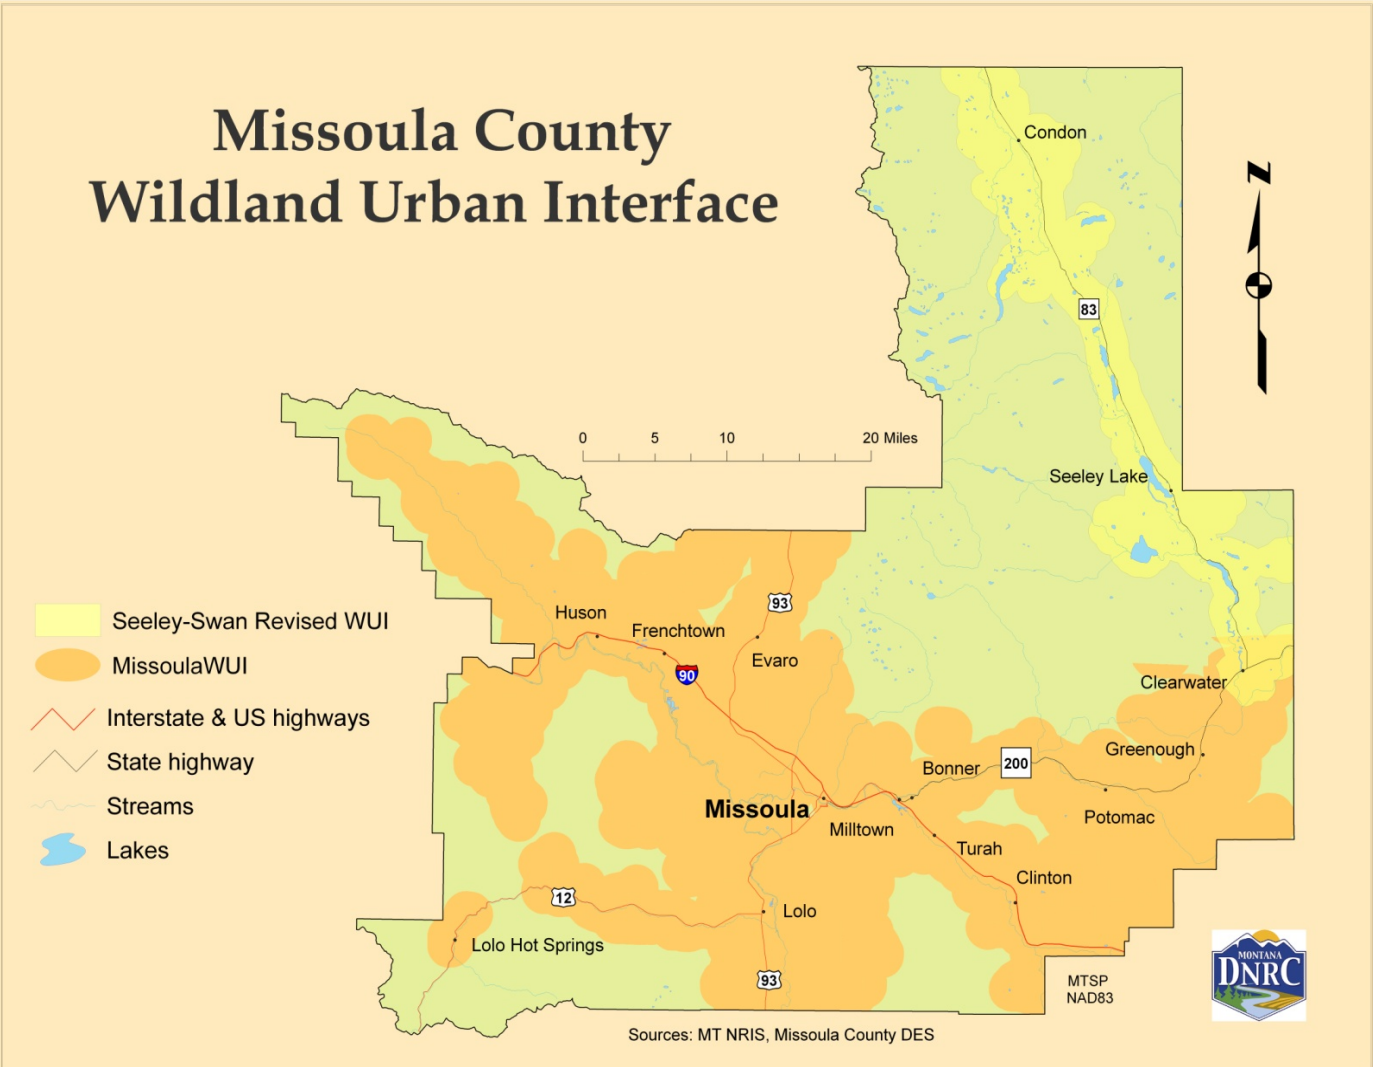 Missoula County
Wildland Urban Interface
N
Condon
83
0 5 10 20 Miles
Seeley Lake
93
Huson
Frenchtown
Evaro
90
Clearwater
Seeley-Swan Revised WUI
MissoulaWUI
Interstate & US highways
State highway
Streams
Lakes
Greenough
200
Bonner
Missoula
Milltown
Potomac
Turah
Clinton
12
Lolo
Lolo Hot Springs
93
MTSP
NAD83
MONTANA
DNRC
Sources: MT NRIS, Missoula County DES